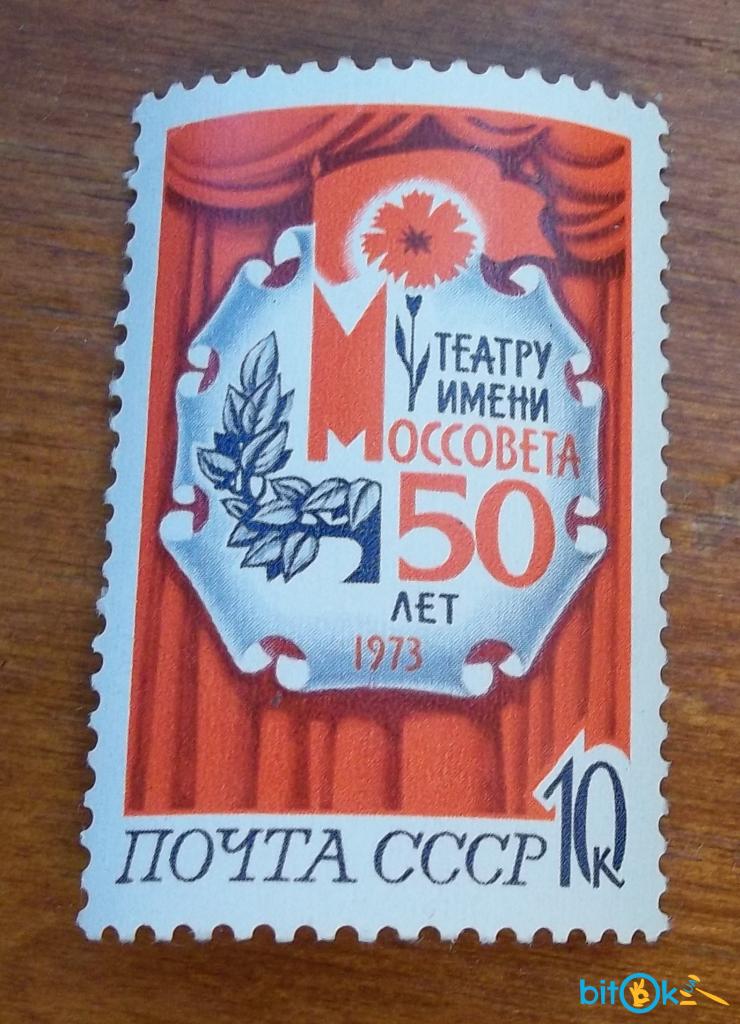 ТЕАТРУ
ИМЕНИ
МОССОВЕТА
50
ЛЕТ
1973
10к
ПОЧТА СССР
bitOk